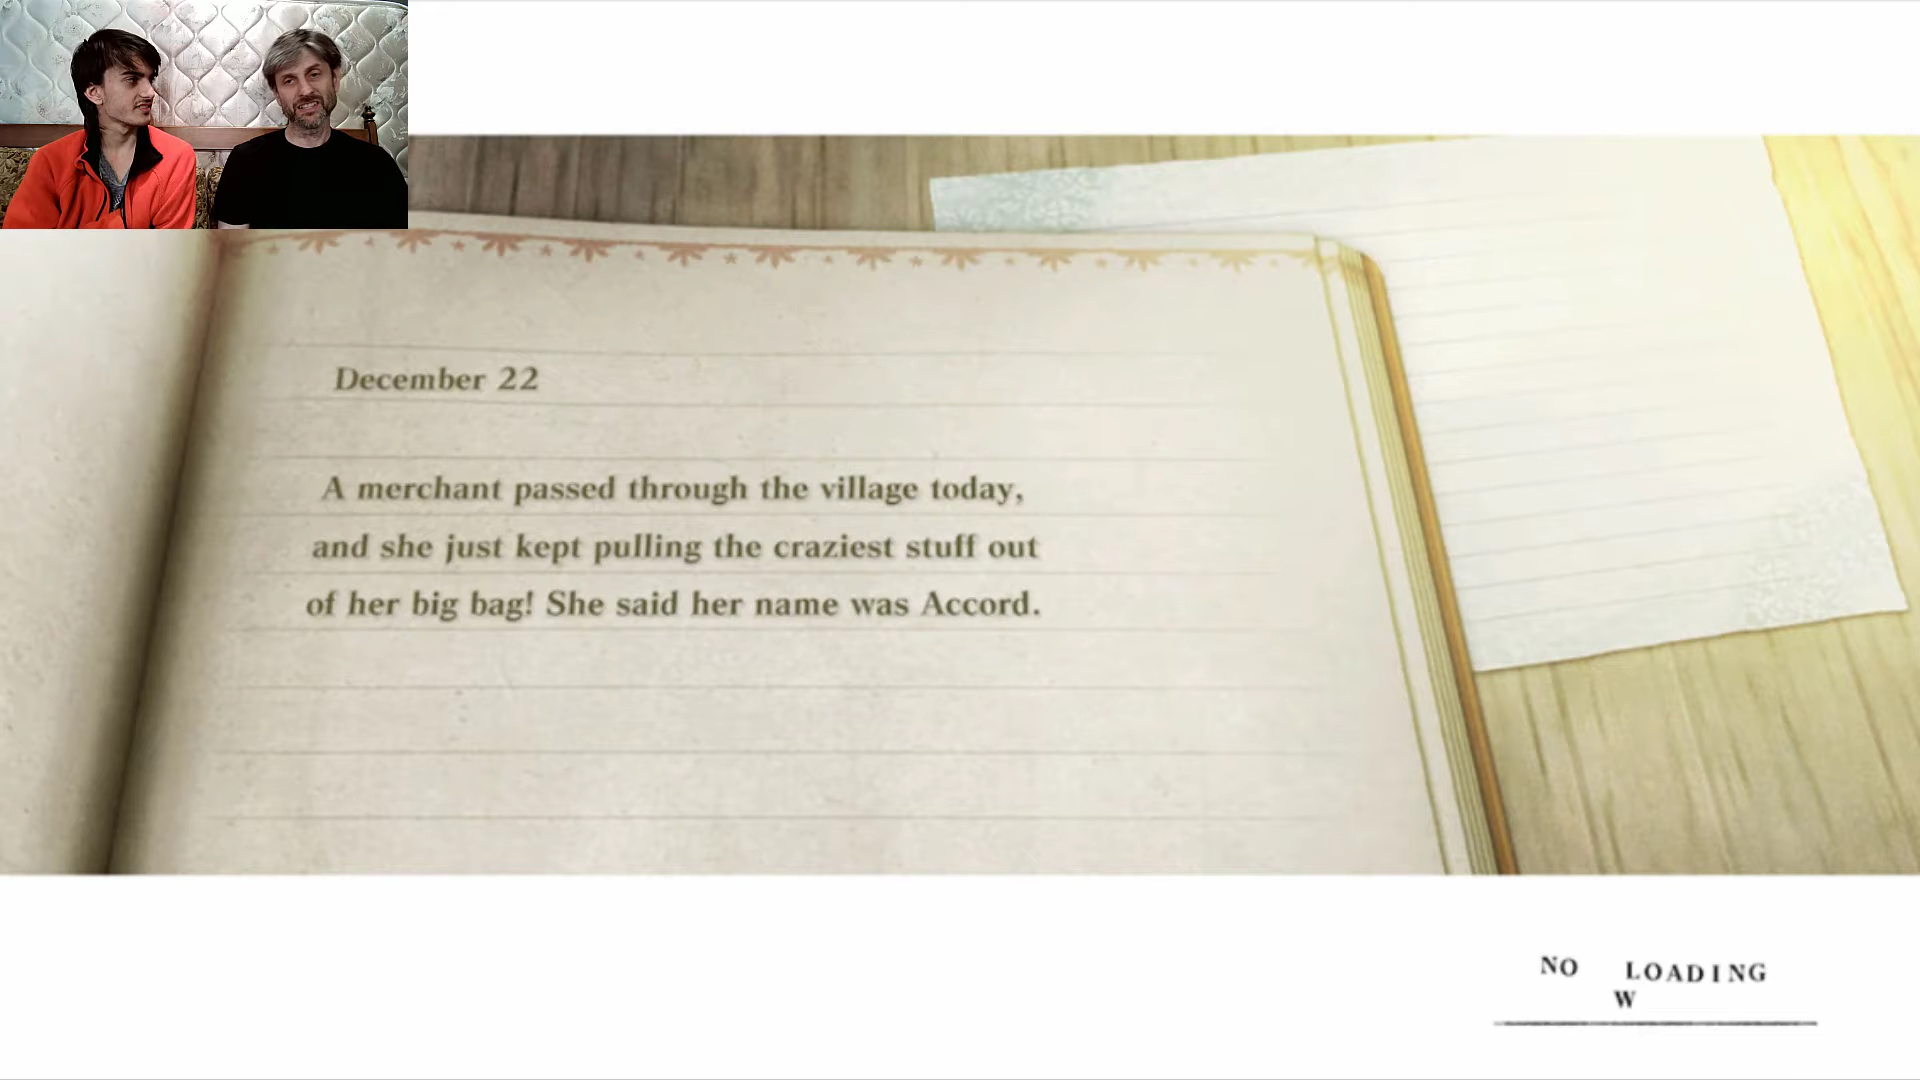 December 22
A merchant passed through the village today,
and she just kept pulling the craziest stuff out
of her big bag! She said her name was Accord.
NOW LOADING